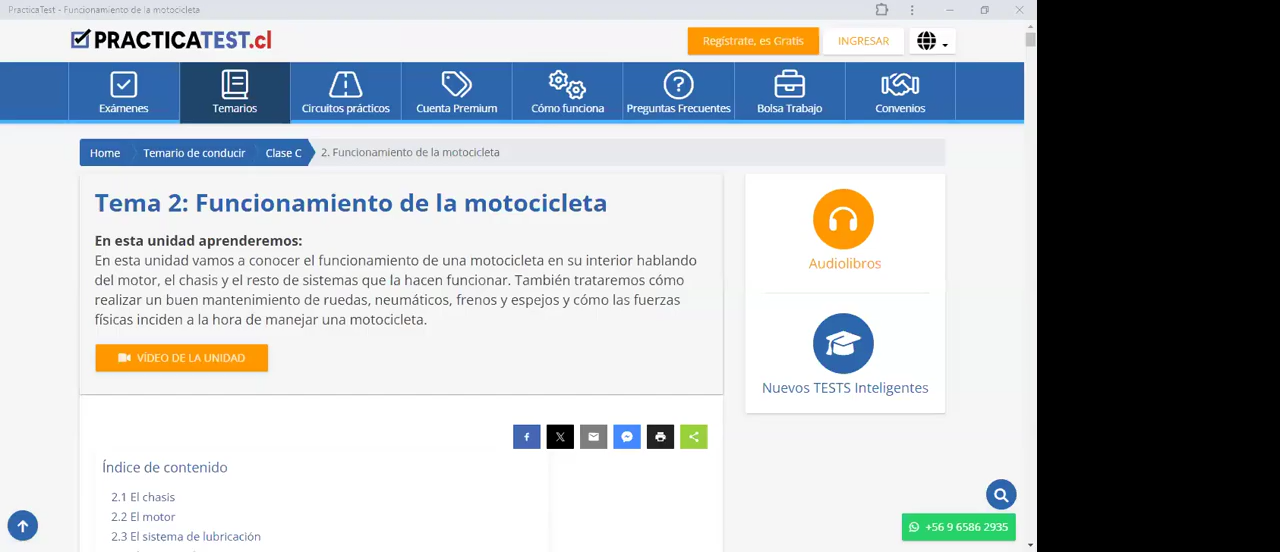 PracticaTest - Funcionamiento de la motocicleta
PRACTICATEST.cl
Regístrate, es Gratis
INGRESAR
Exámenes
Temarios
Circuitos prácticos
Cuenta Premium
Cómo funciona
Preguntas Frecuentes
Bolsa Trabajo
Convenios
Home
Temario de conducir
Clase C
2. Funcionamiento de la motocicleta
Tema 2: Funcionamiento de la motocicleta
En esta unidad aprenderemos:
En esta unidad vamos a conocer el funcionamiento de una motocicleta en su interior hablando
del motor, el chasis y el resto de sistemas que la hacen funcionar. También trataremos cómo
realizar un buen mantenimiento de ruedas, neumáticos, frenos y espejos y cómo las fuerzas
físicas inciden a la hora de manejar una motocicleta.
VÍDEO DE LA UNIDAD
Audiolibros
Nuevos TESTS Inteligentes
Índice de contenido
2.1 El chasis
2.2 El motor
2.3 El sistema de lubricación
+56 9 6586 2935